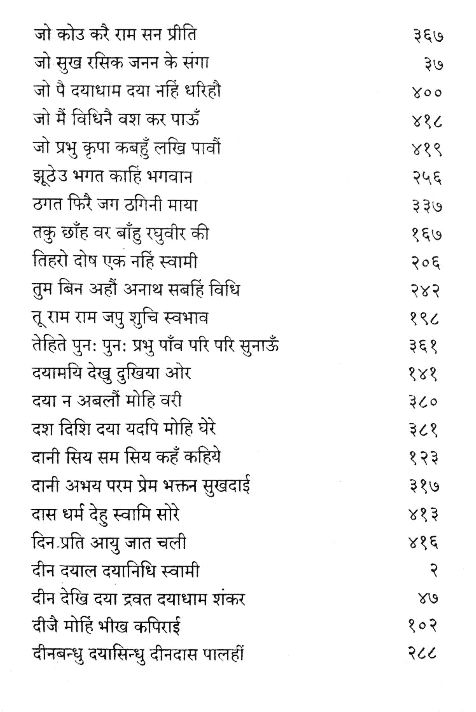 जो कोउ करै राम सन प्रीति ३६७
जो सुख रसिक जनन के संगा ३७
जो पै दयाधाम दया नहिं धरिहौ ४००
जो मैं विधिनै वश कर पाऊँ ४१८
जो प्रभु कृपा कबहुँ लखि पावौं ४१९
झूठेउ भगत काहिं भगवान २५६
ठगत फिरै जग ठगिनी माया ३३७
तकु छाँह वर बाँहु रघुवीर की १६७
तिहरो दोष एक नहिं स्वामी २०६
तुम बिन अहौं अनाथ सबहिं विधि २४२
तू राम राम जपु शुचि स्वभाव १९८
तेहिते पुनः पुनः प्रभु पाँव परि परि सुनाऊँ ३६१
दयामयि देखु दुखिया ओर १४१
दया न अबलौं मोहि वरी ३८०
दश दिशि दया यदपि मोहि घेरे ३८१
दानी सिय सम सिय कहँ कहिये १२३
दानी अभय परम प्रेम भक्तन सुखदाई ३१७
दास धर्म देहु स्वामि सोरे ४१३
दिन प्रति आयु जात चली ४१६
दीन दयाल दयानिधि स्वामी २
दीन देखि दया द्रवत दयाधाम शंकर ४७
दीजै मोहिं भीख कपिराई १०२
दीनबन्धु दयासिन्धु दीनदास पालहीं २८८